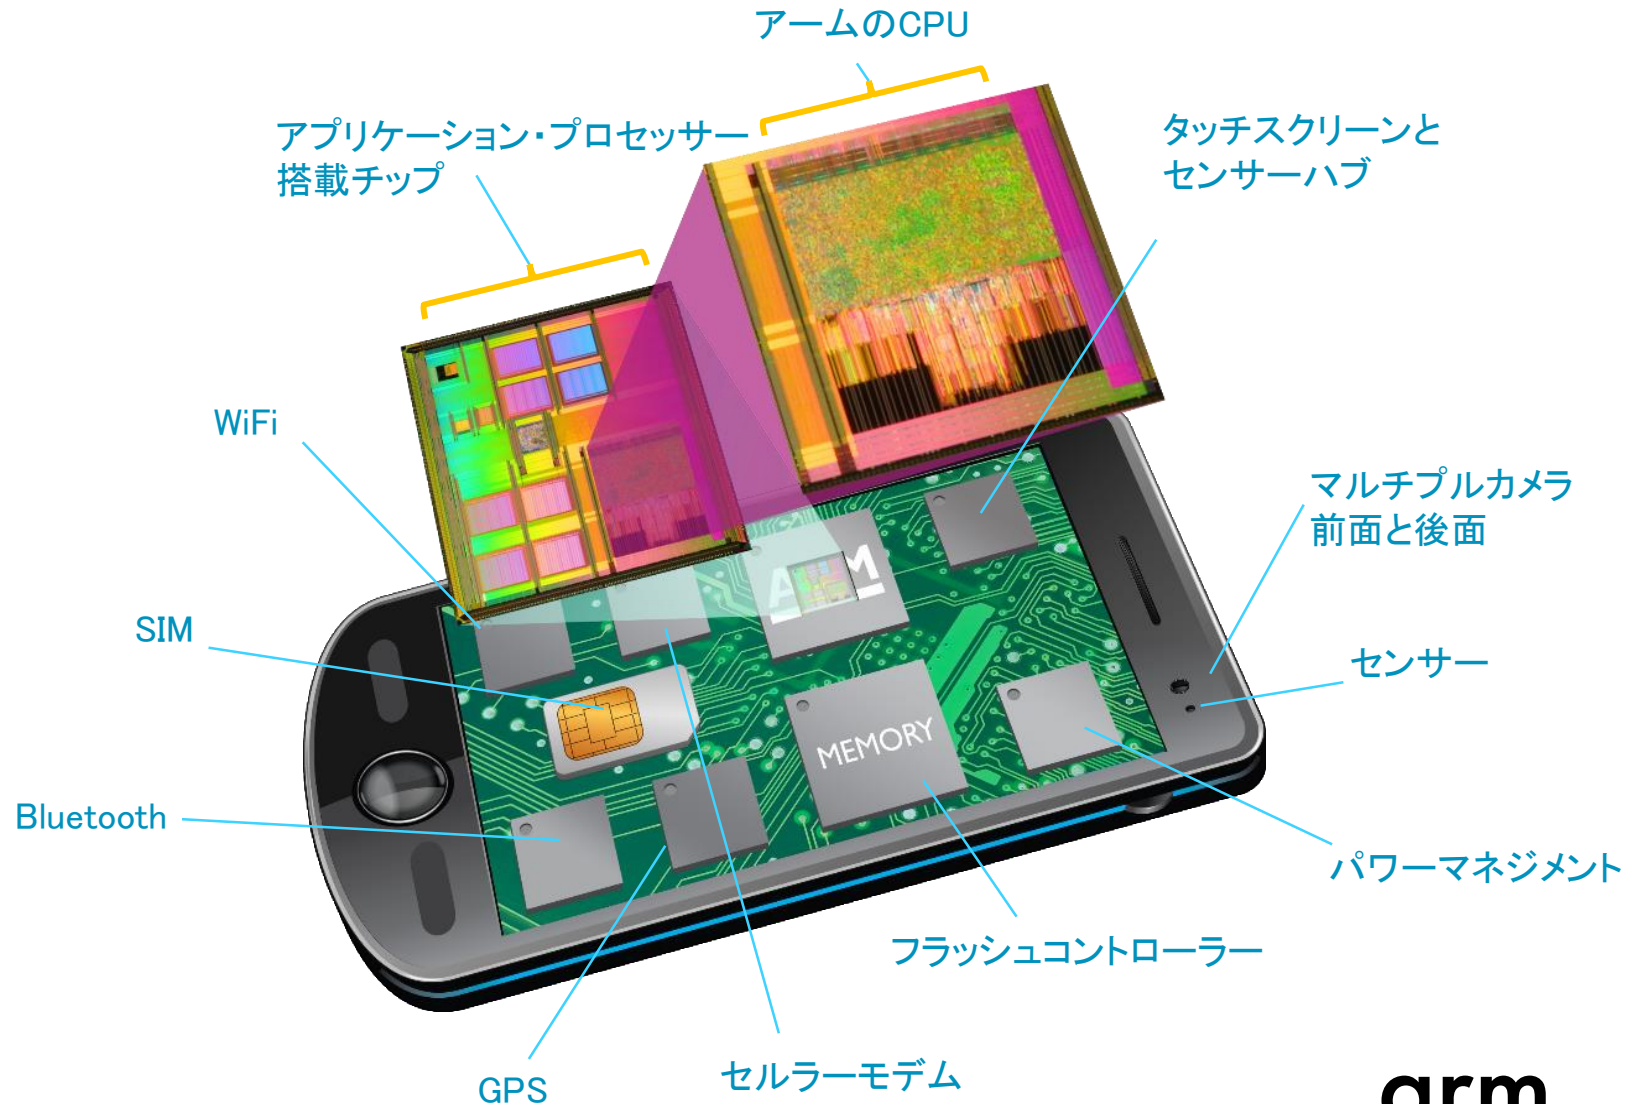 アームのCPU
アプリケーション・プロセッサー
搭載チップ
タッチスクリーンと
センサーハブ
WiFi
マルチプルカメラ
前面と後面
SIM
センサー
ARM
MEMORY
Bluetooth
パワーマネジメント
フラッシュコントローラー
セルラーモデム
GPS
arm